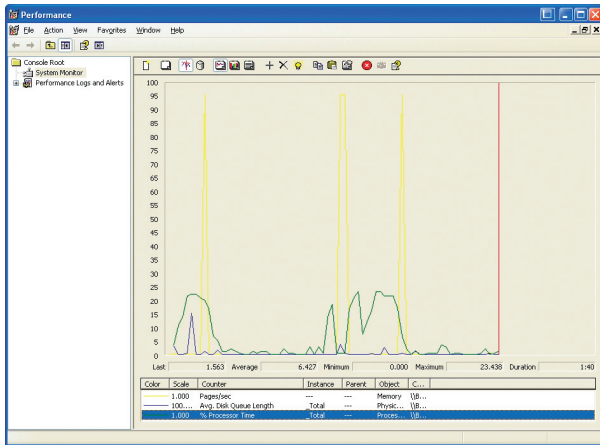 Performance
File Action View Favorites Window Help
Console Root
System Monitor
Performance Logs and Alerts
100
95
90
85
80
75
70
65
60
55
50
45
40
35
30
25
20
15
10
5
0
Last 1.563 Average 6.427 Minimum 0.000 Maximum 23.438 Duration 1:40
Color Scale Counter Instance Parent Object C...
1.000 Pages/sec --- --- Memory \\B...
100.... Avg. Disk Queue Length _Total --- Physic... \\B...
1.000 % Processor Time _Total --- Proces... \\B...